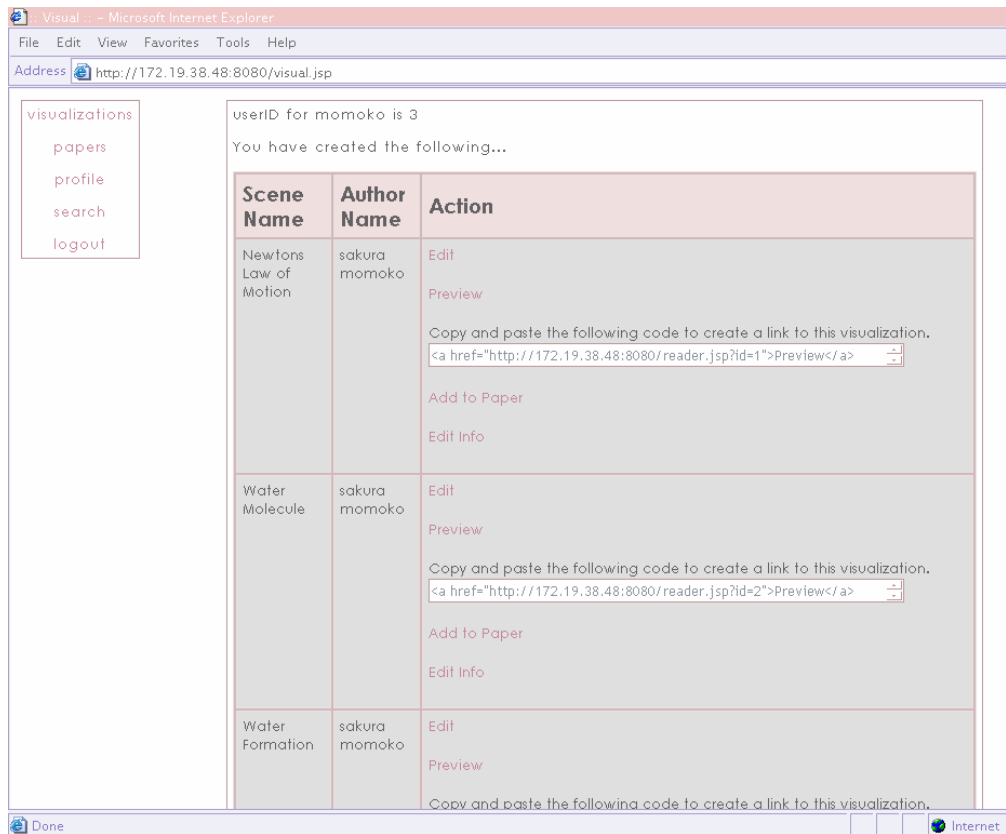 :: Visual :: - Microsoft Internet Explorer
File Edit View Favorites Tools Help
Address http://172.19.38.48:8080/visual.jsp
visualizations
papers
profile
search
logout
userID for momoko is 3
You have created the following...
Scene Name
Author Name
Action
Newtons
Law of
Motion
sakura
momoko
Edit
Preview
Copy and paste the following code to create a link to this visualization.
<a href="http://172.19.38.48:8080/reader.jsp?id=1">Preview</a>
Add to Paper
Edit Info
Water
Molecule
sakura
momoko
Edit
Preview
Copy and paste the following code to create a link to this visualization.
<a href="http://172.19.38.48:8080/reader.jsp?id=2">Preview</a>
Add to Paper
Edit Info
Water
Formation
sakura
momoko
Edit
Preview
Copy and paste the following code to create a link to this visualization.
Done
Internet